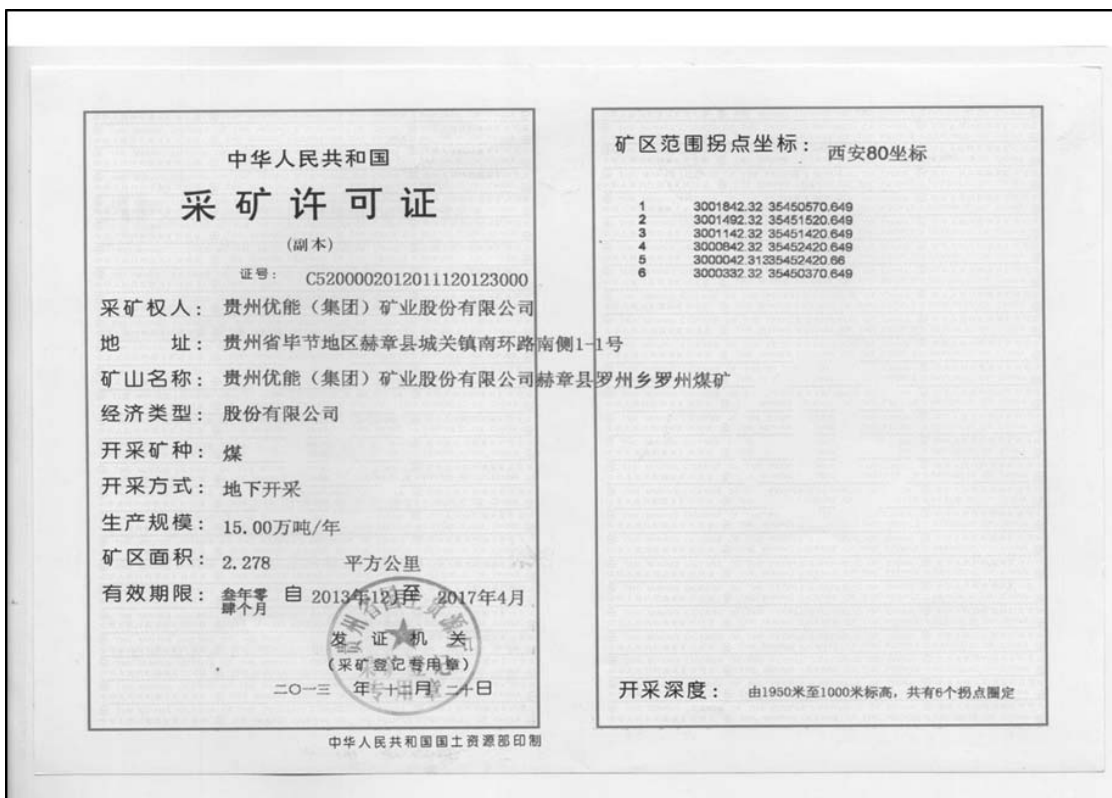 中华人民共和国
采矿许可证
(副本)
证号: C5200002012011120123000
采矿权人: 贵州优能（集团）矿业股份有限公司
地 址: 贵州省毕节地区赫章县城关镇南环路南侧1-1号
矿山名称: 贵州优能（集团）矿业股份有限公司赫章县罗州乡罗州煤矿
经济类型: 股份有限公司
开采矿种: 煤
开采方式: 地下开采
生产规模: 15.00万吨/年
矿区面积: 2.278 平方公里
有效期限: 叁年零肆个月 自 2013年12月至 2017年4月
贵州省国土资源厅
发证机关
(采矿登记专用章)
二〇一三 年 十二月 二十日
中华人民共和国国土资源部印制
矿区范围拐点坐标: 西安80坐标
1 3001842.32 35450570.649
2 3001492.32 35451520.649
3 3001142.32 35451420.649
4 3000842.32 35452420.649
5 3000042.31235452420.66
6 3000332.32 35450370.649
开采深度: 由1950米至1000米标高，共有6个拐点圈定